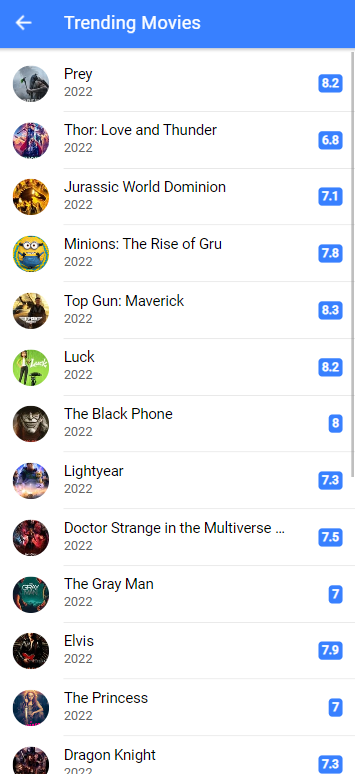 Trending Movies
Prey
2022
8.2
Thor: Love and Thunder
2022
6.8
Jurassic World Dominion
2022
7.1
Minions: The Rise of Gru
2022
7.8
Top Gun: Maverick
2022
8.3
Luck
2022
8.2
The Black Phone
2022
8
Lightyear
2022
7.3
Doctor Strange in the Multiverse ...
2022
7.5
The Gray Man
2022
7
Elvis
2022
7.9
The Princess
2022
7
Dragon Knight
2022
7.3